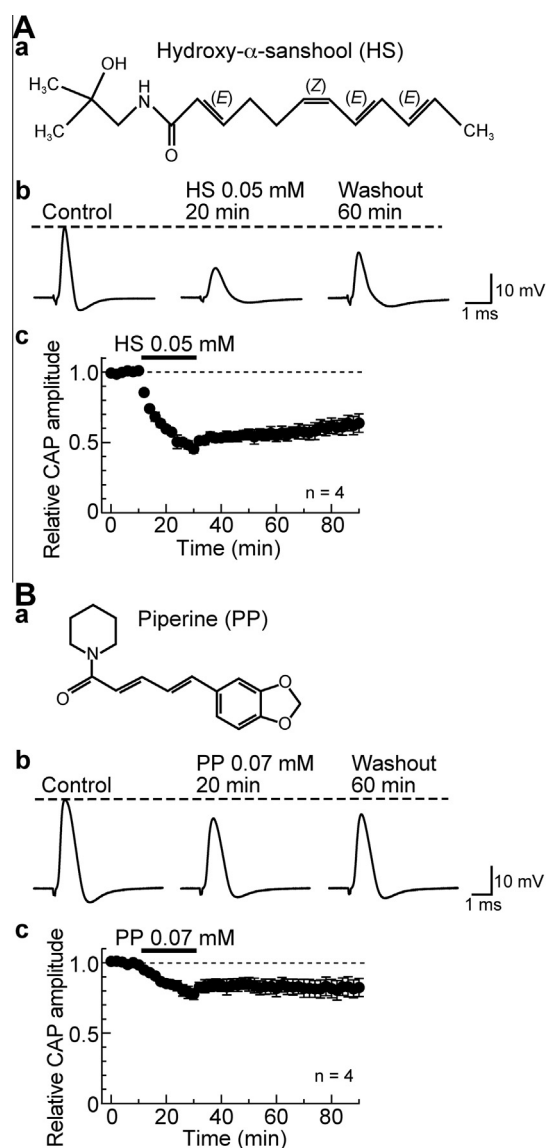 A
a
Hydroxy-α-sanshool (HS)
OH
H₃C
H₃C
H
N
O
(E)
(Z)
(E)
(E)
CH₃
b
Control
HS 0.05 mM
20 min
Washout
60 min
10 mV
1 ms
c
HS 0.05 mM
Relative CAP amplitude
1.0
0.5
0
n = 4
0 20 40 60 80
Time (min)
B
a
Piperine (PP)
N
O
O
O
b
Control
PP 0.07 mM
20 min
Washout
60 min
10 mV
1 ms
c
PP 0.07 mM
Relative CAP amplitude
1.0
0.5
0
n = 4
0 20 40 60 80
Time (min)